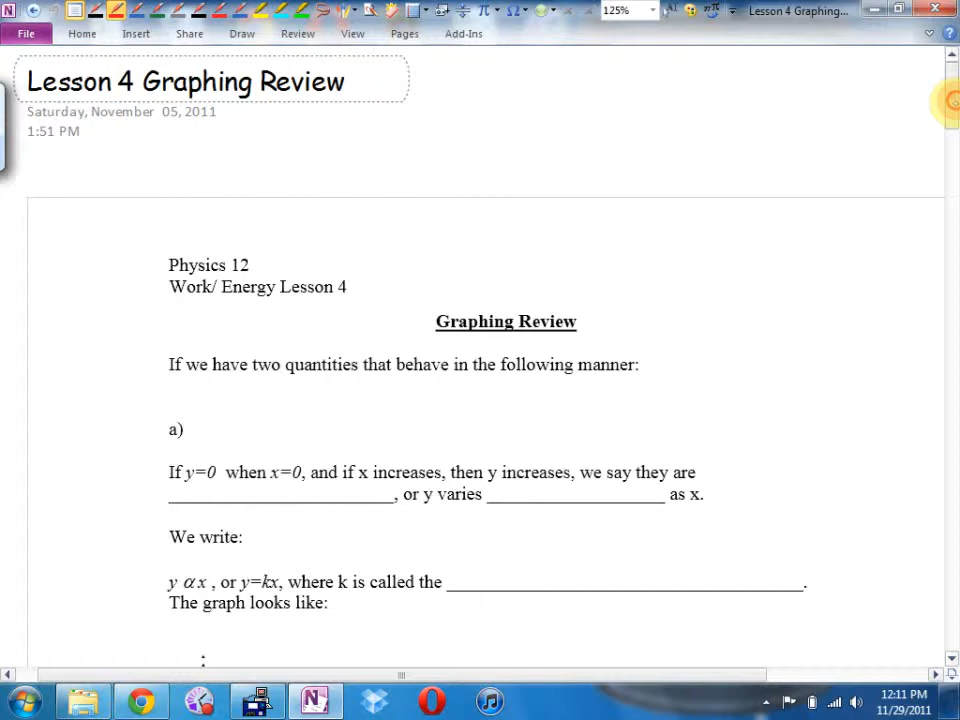 125%
Lesson 4 Graphing...
File Home Insert Share Draw Review View Pages Add-Ins
Lesson 4 Graphing Review
Saturday, November 05, 2011
1:51 PM
Physics 12
Work/ Energy Lesson 4
Graphing Review
If we have two quantities that behave in the following manner:
a)
If y=0 when x=0, and if x increases, then y increases, we say they are
_________________________, or y varies ____________________ as x.
We write:
y α x , or y=kx, where k is called the ________________________________________.
The graph looks like:
12:11 PM
11/29/2011